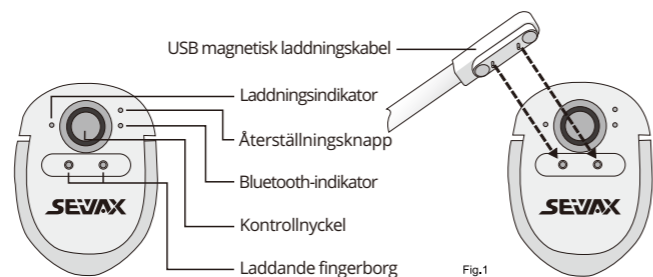 USB magnetisk laddningskabel
Laddningsindikator
Återställningsknapp
Bluetooth-indikator
Kontrollnyckel
Laddande fingerborg
SEVAX
SEVAX
Fig.1